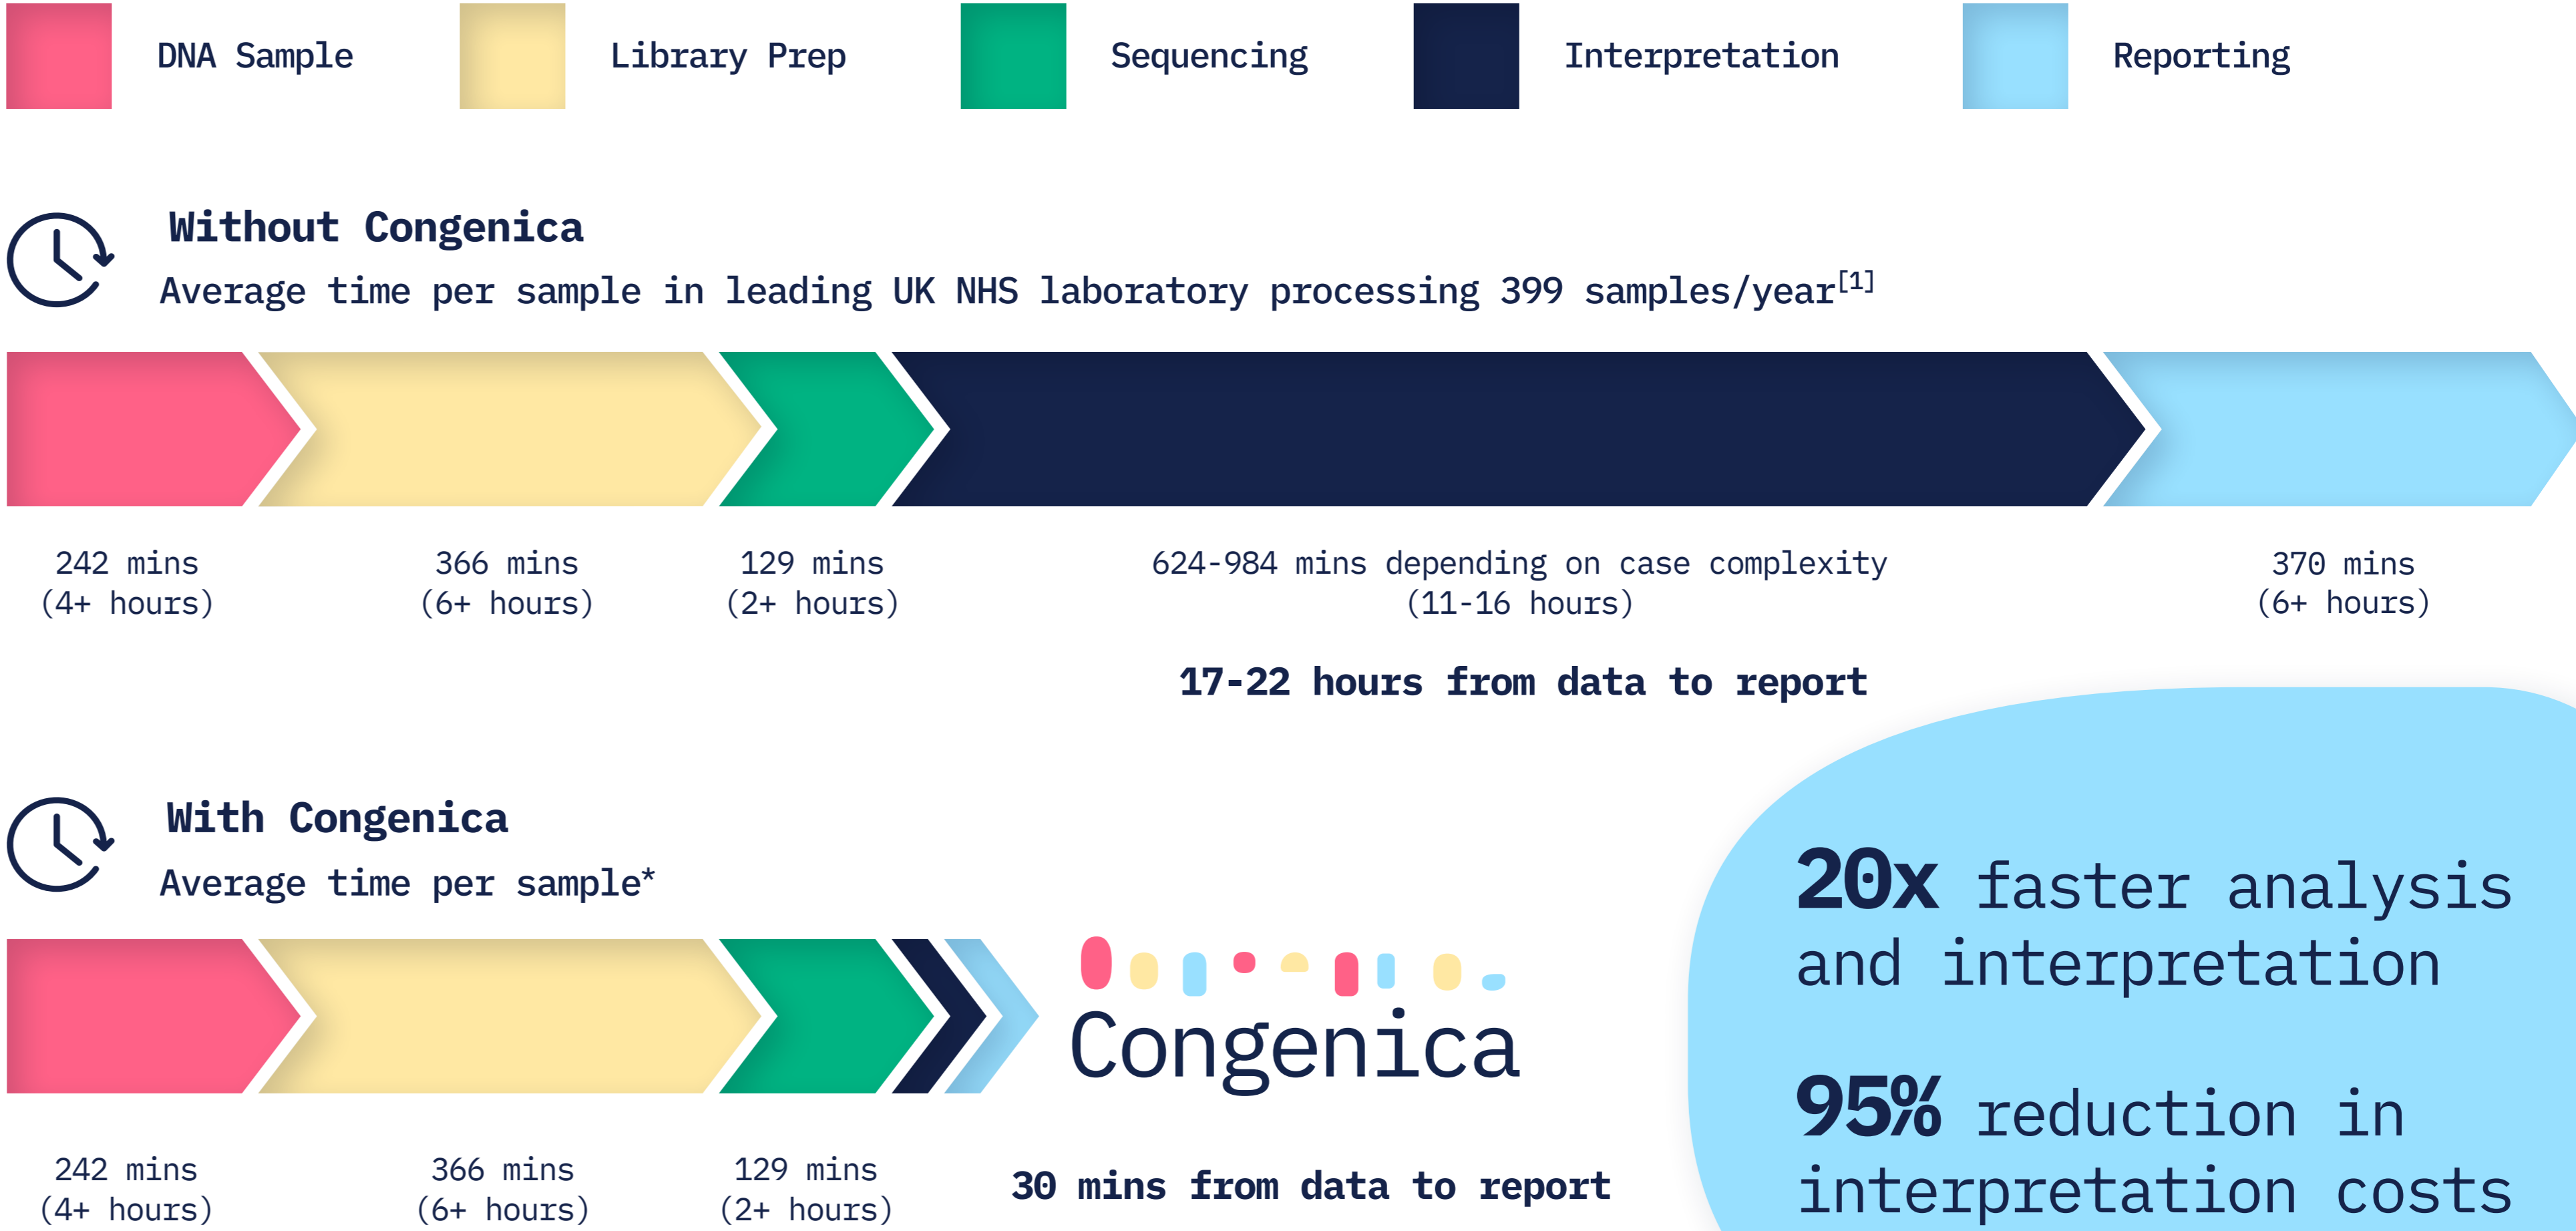 DNA Sample
Library Prep
Sequencing
Interpretation
Reporting
Without Congenica
Average time per sample in leading UK NHS laboratory processing 399 samples/year[1]
242 mins
(4+ hours)
366 mins
(6+ hours)
129 mins
(2+ hours)
624-984 mins depending on case complexity
(11-16 hours)
370 mins
(6+ hours)
17-22 hours from data to report
With Congenica
Average time per sample*
Congenica
242 mins
(4+ hours)
366 mins
(6+ hours)
129 mins
(2+ hours)
30 mins from data to report
20x faster analysis
and interpretation
95% reduction in
interpretation costs